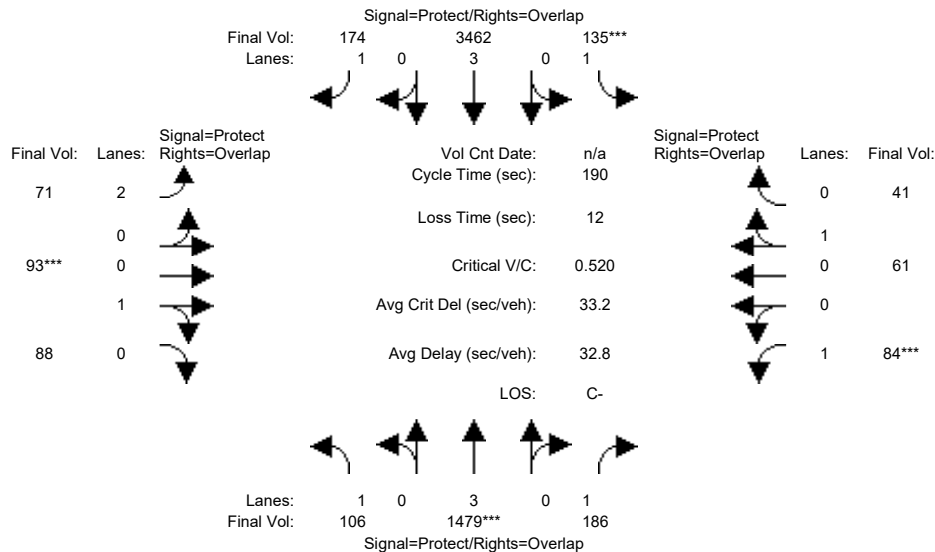 Signal=Protect/Rights=Overlap
Final Vol: 174 3462 135***
Lanes: 1 0 3 0 1
Signal=Protect Signal=Protect
Final Vol: Lanes: Rights=Overlap Vol Cnt Date: n/a Rights=Overlap Lanes: Final Vol:
Cycle Time (sec): 190
71 2 0 41
Loss Time (sec): 12
0 1
93*** 0 Critical V/C: 0.520 0 61
1 Avg Crit Del (sec/veh): 33.2 0
88 0 Avg Delay (sec/veh): 32.8 1 84***
LOS: C-
Lanes: 1 0 3 0 1
Final Vol: 106 1479*** 186
Signal=Protect/Rights=Overlap